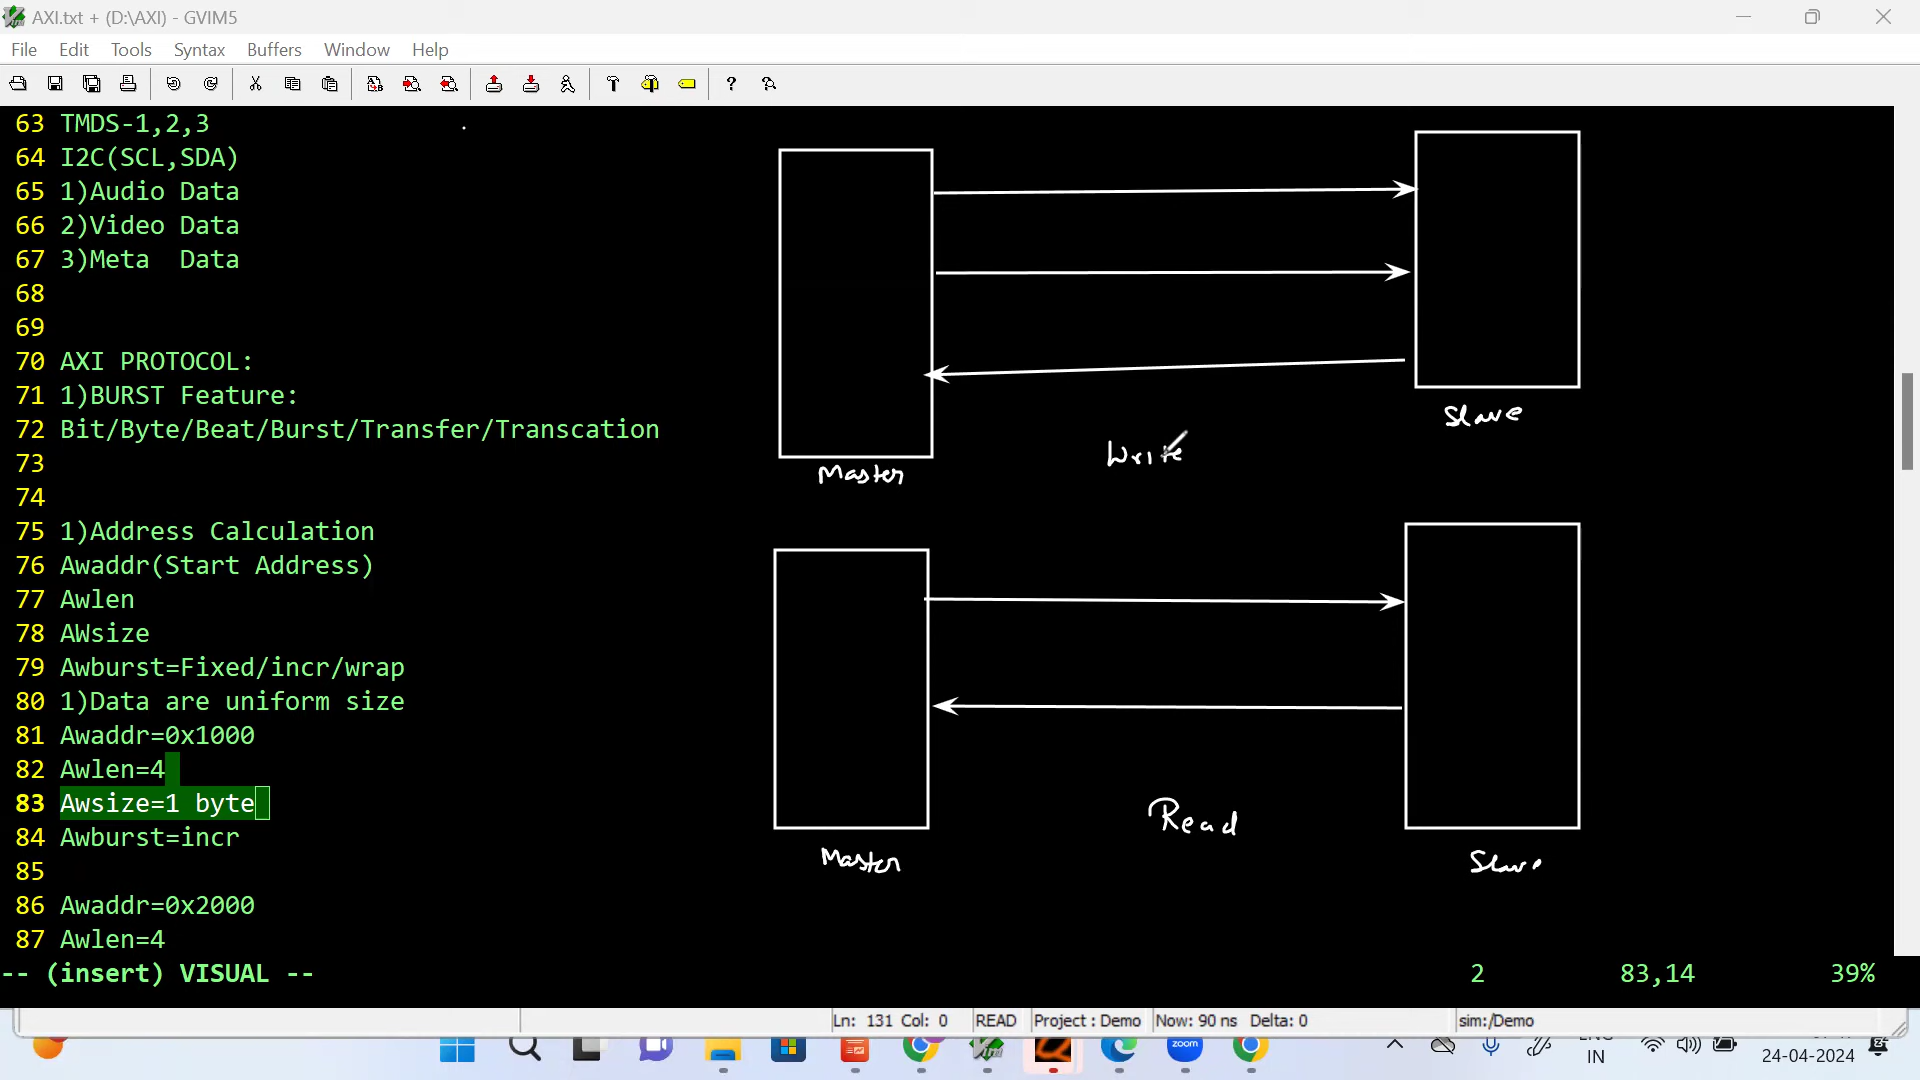 AXI.txt + (D:\AXI) - GVIM5
File Edit Tools Syntax Buffers Window Help
63 TMDS-1,2,3
64 I2C(SCL,SDA)
65 1)Audio Data
66 2)Video Data
67 3)Meta  Data
68
69
70 AXI PROTOCOL:
71 1)BURST Feature:
72 Bit/Byte/Beat/Burst/Transfer/Transcation
73
74
75 1)Address Calculation
76 Awaddr(Start Address)
77 Awlen
78 AWsize
79 Awburst=Fixed/incr/wrap
80 1)Data are uniform size
81 Awaddr=0x1000
82 Awlen=4
83 Awsize=1 byte
84 Awburst=incr
85
86 Awaddr=0x2000
87 Awlen=4
-- (insert) VISUAL -- 2 83,14 39%
Slave
Write
Master
Read
Master
Slave
Ln: 131 Col: 0 READ Project : Demo Now: 90 ns Delta: 0 sim:/Demo
zoom
IN
24-04-2024